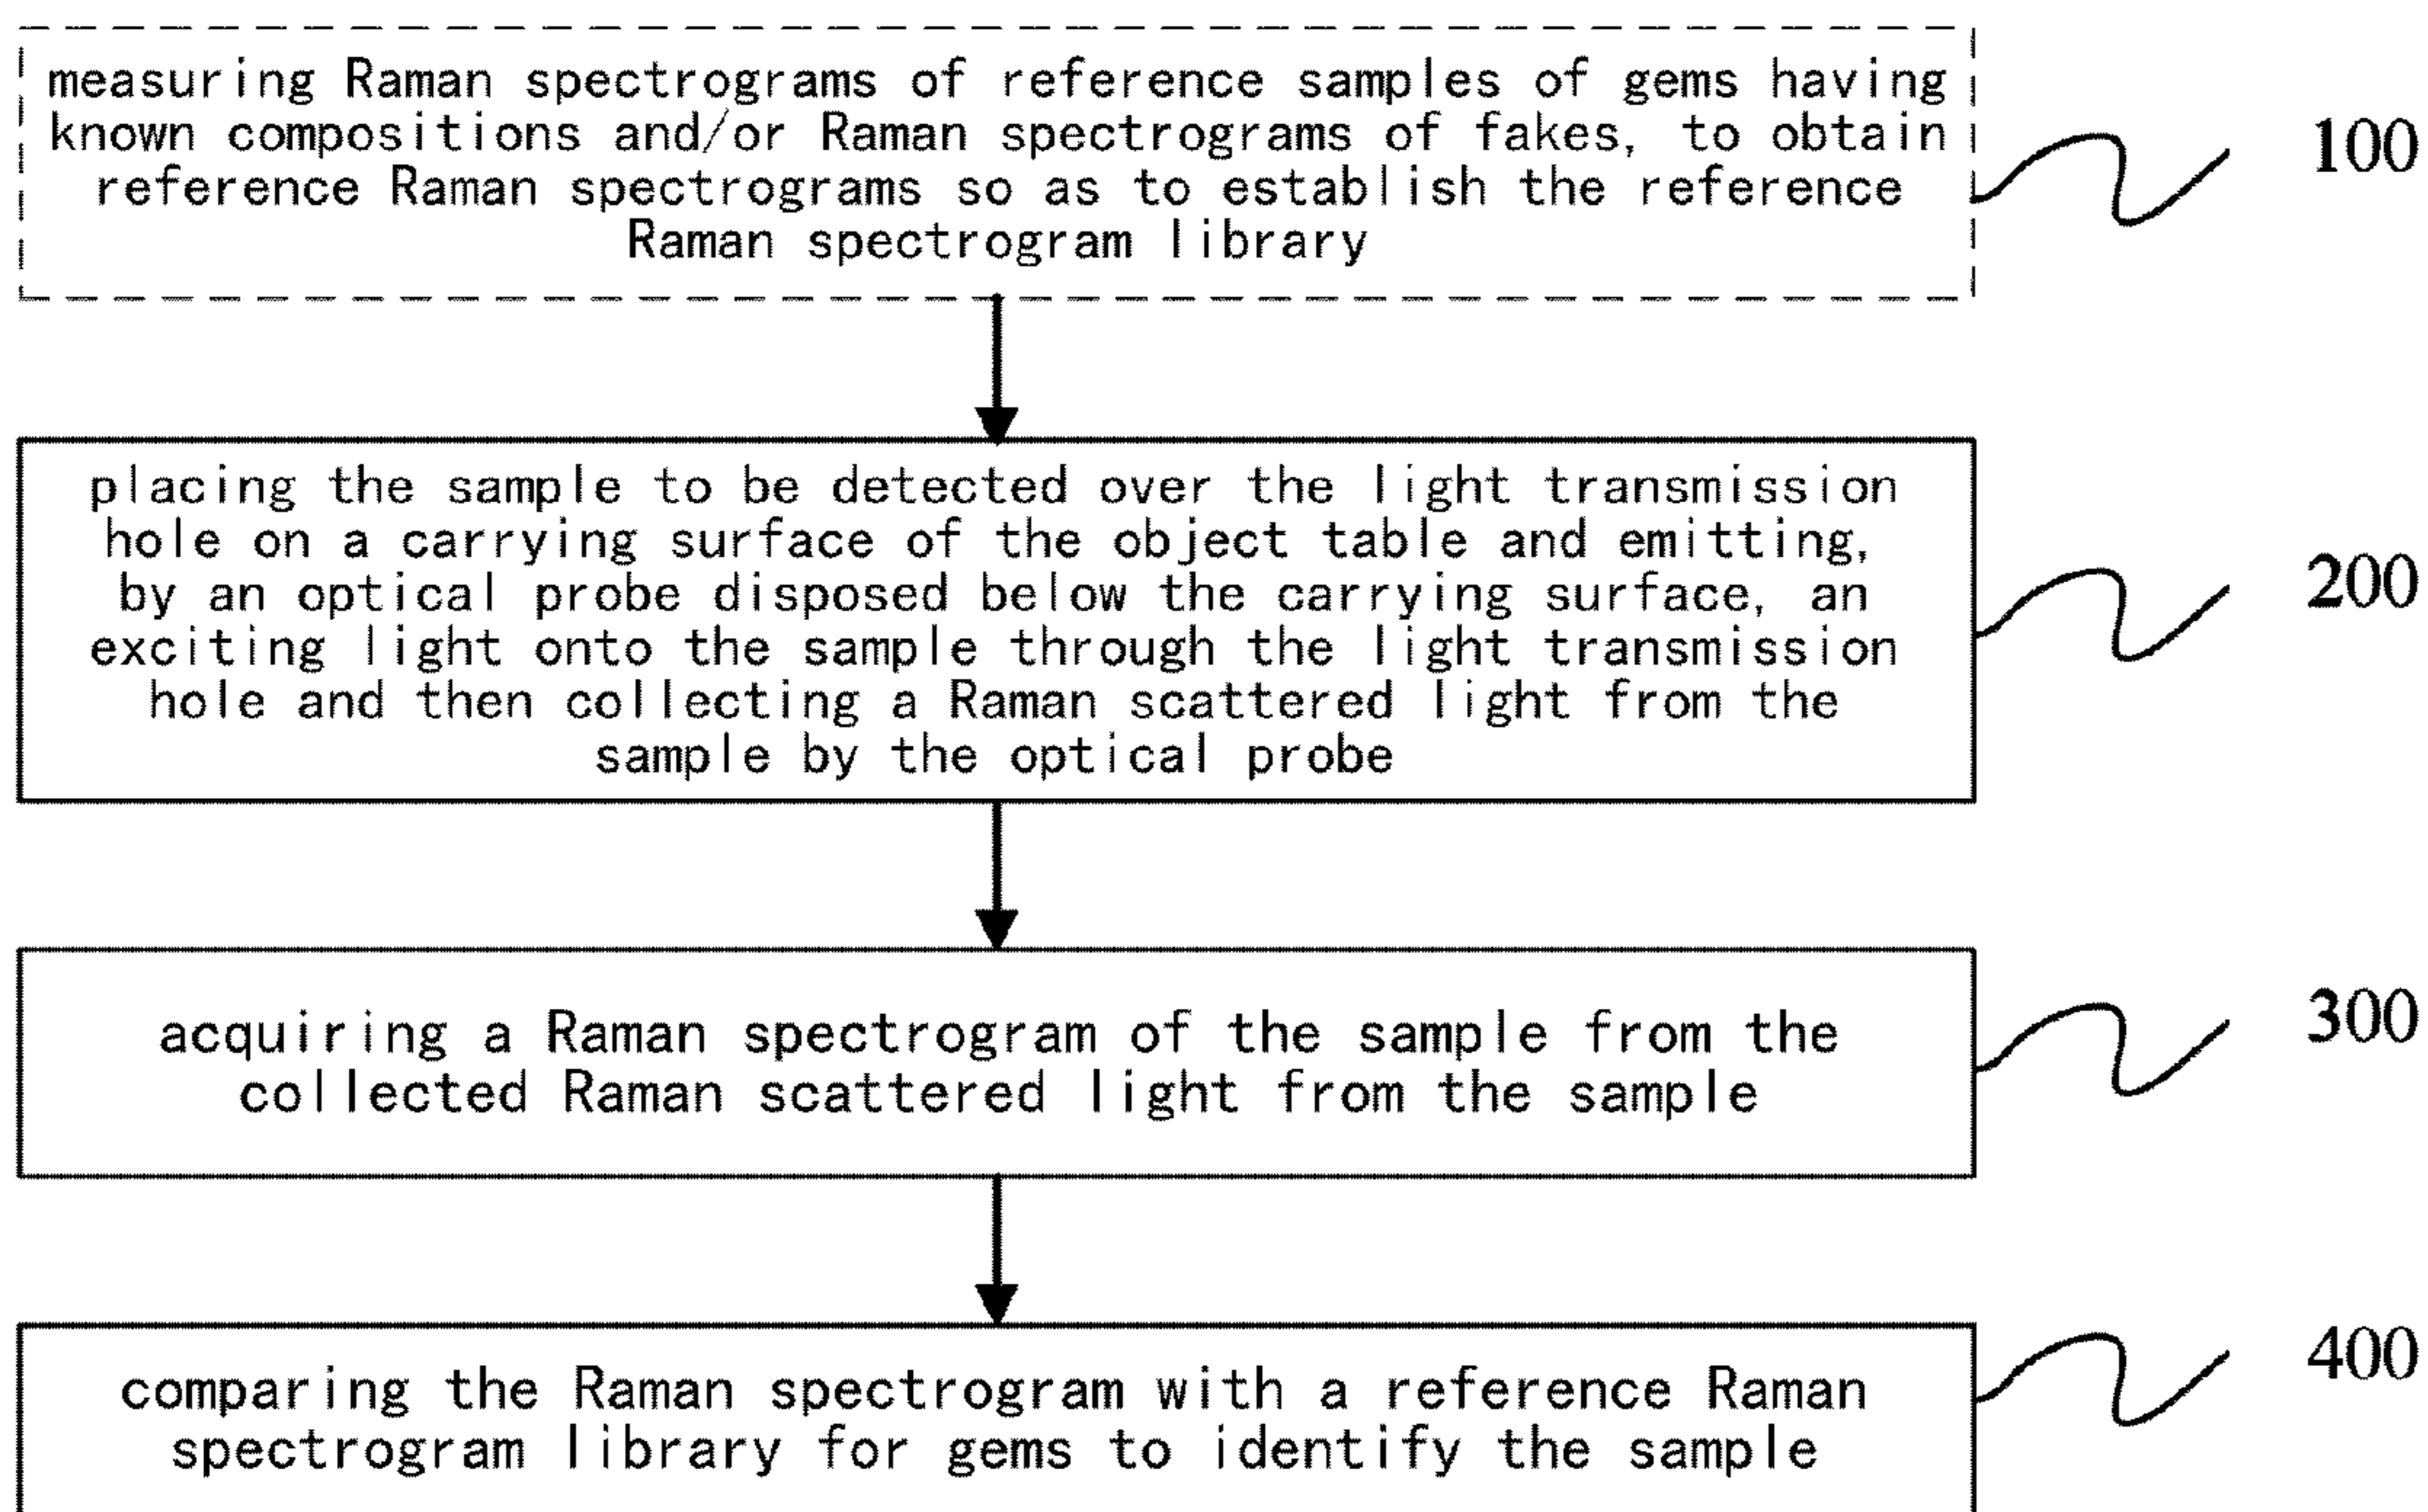 measuring Raman spectrograms of reference samples of gems having
known compositions and/or Raman spectrograms of fakes, to obtain
reference Raman spectrograms so as to establish the reference
Raman spectrogram library
100
placing the sample to be detected over the light transmission
hole on a carrying surface of the object table and emitting,
by an optical probe disposed below the carrying surface, an
exciting light onto the sample through the light transmission
hole and then collecting a Raman scattered light from the
sample by the optical probe
200
acquiring a Raman spectrogram of the sample from the
collected Raman scattered light from the sample
300
comparing the Raman spectrogram with a reference Raman
spectrogram library for gems to identify the sample
400